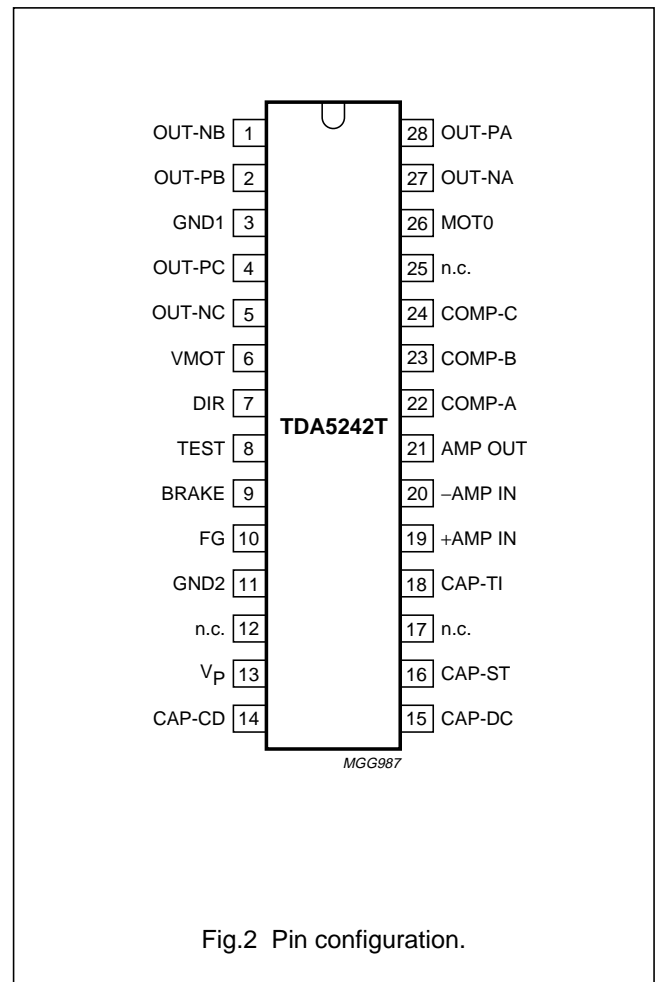 OUT-NB 1 28 OUT-PA
OUT-PB 2 27 OUT-NA
GND1 3 26 MOT0
OUT-PC 4 25 n.c.
OUT-NC 5 24 COMP-C
VMOT 6 23 COMP-B
DIR 7 22 COMP-A
TDA5242T
TEST 8 21 AMP OUT
BRAKE 9 20 −AMP IN
FG 10 19 +AMP IN
GND2 11 18 CAP-TI
n.c. 12 17 n.c.
VP 13 16 CAP-ST
CAP-CD 14 15 CAP-DC
MGG987
Fig.2 Pin configuration.